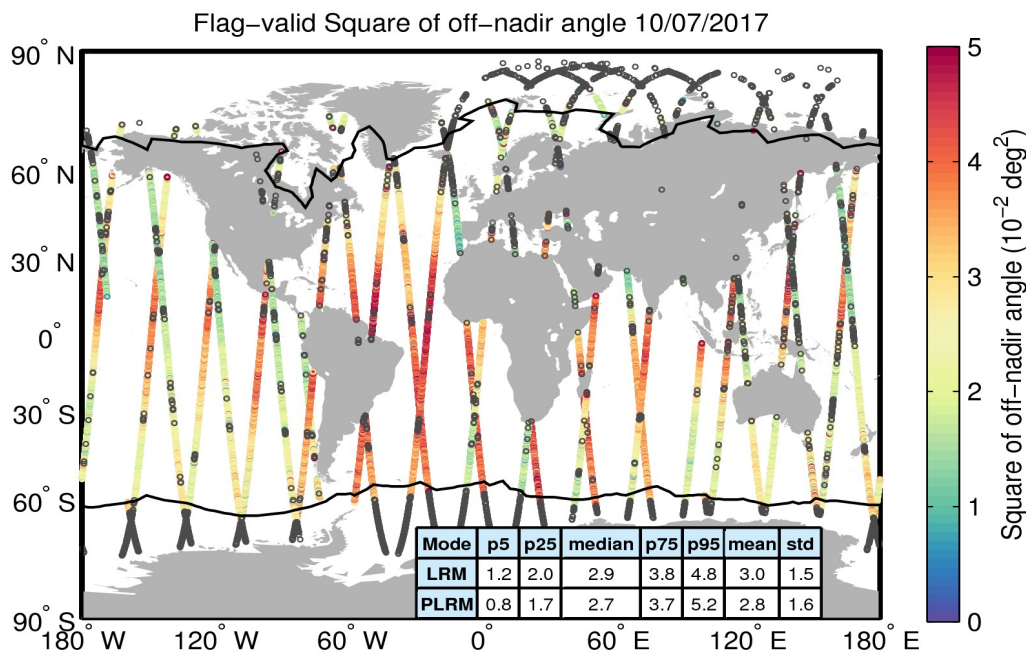 Flag−valid Square of off−nadir angle 10/07/2017
90° N
60° N
30° N
0°
30° S
60° S
90° S
180° W
120° W
60° W
0°
60° E
120° E
180° E
Mode p5 p25 median p75 p95 mean std
LRM 1.2 2.0 2.9 3.8 4.8 3.0 1.5
PLRM 0.8 1.7 2.7 3.7 5.2 2.8 1.6
5
4
3
2
1
0
Square of off−nadir angle (10⁻² deg²)